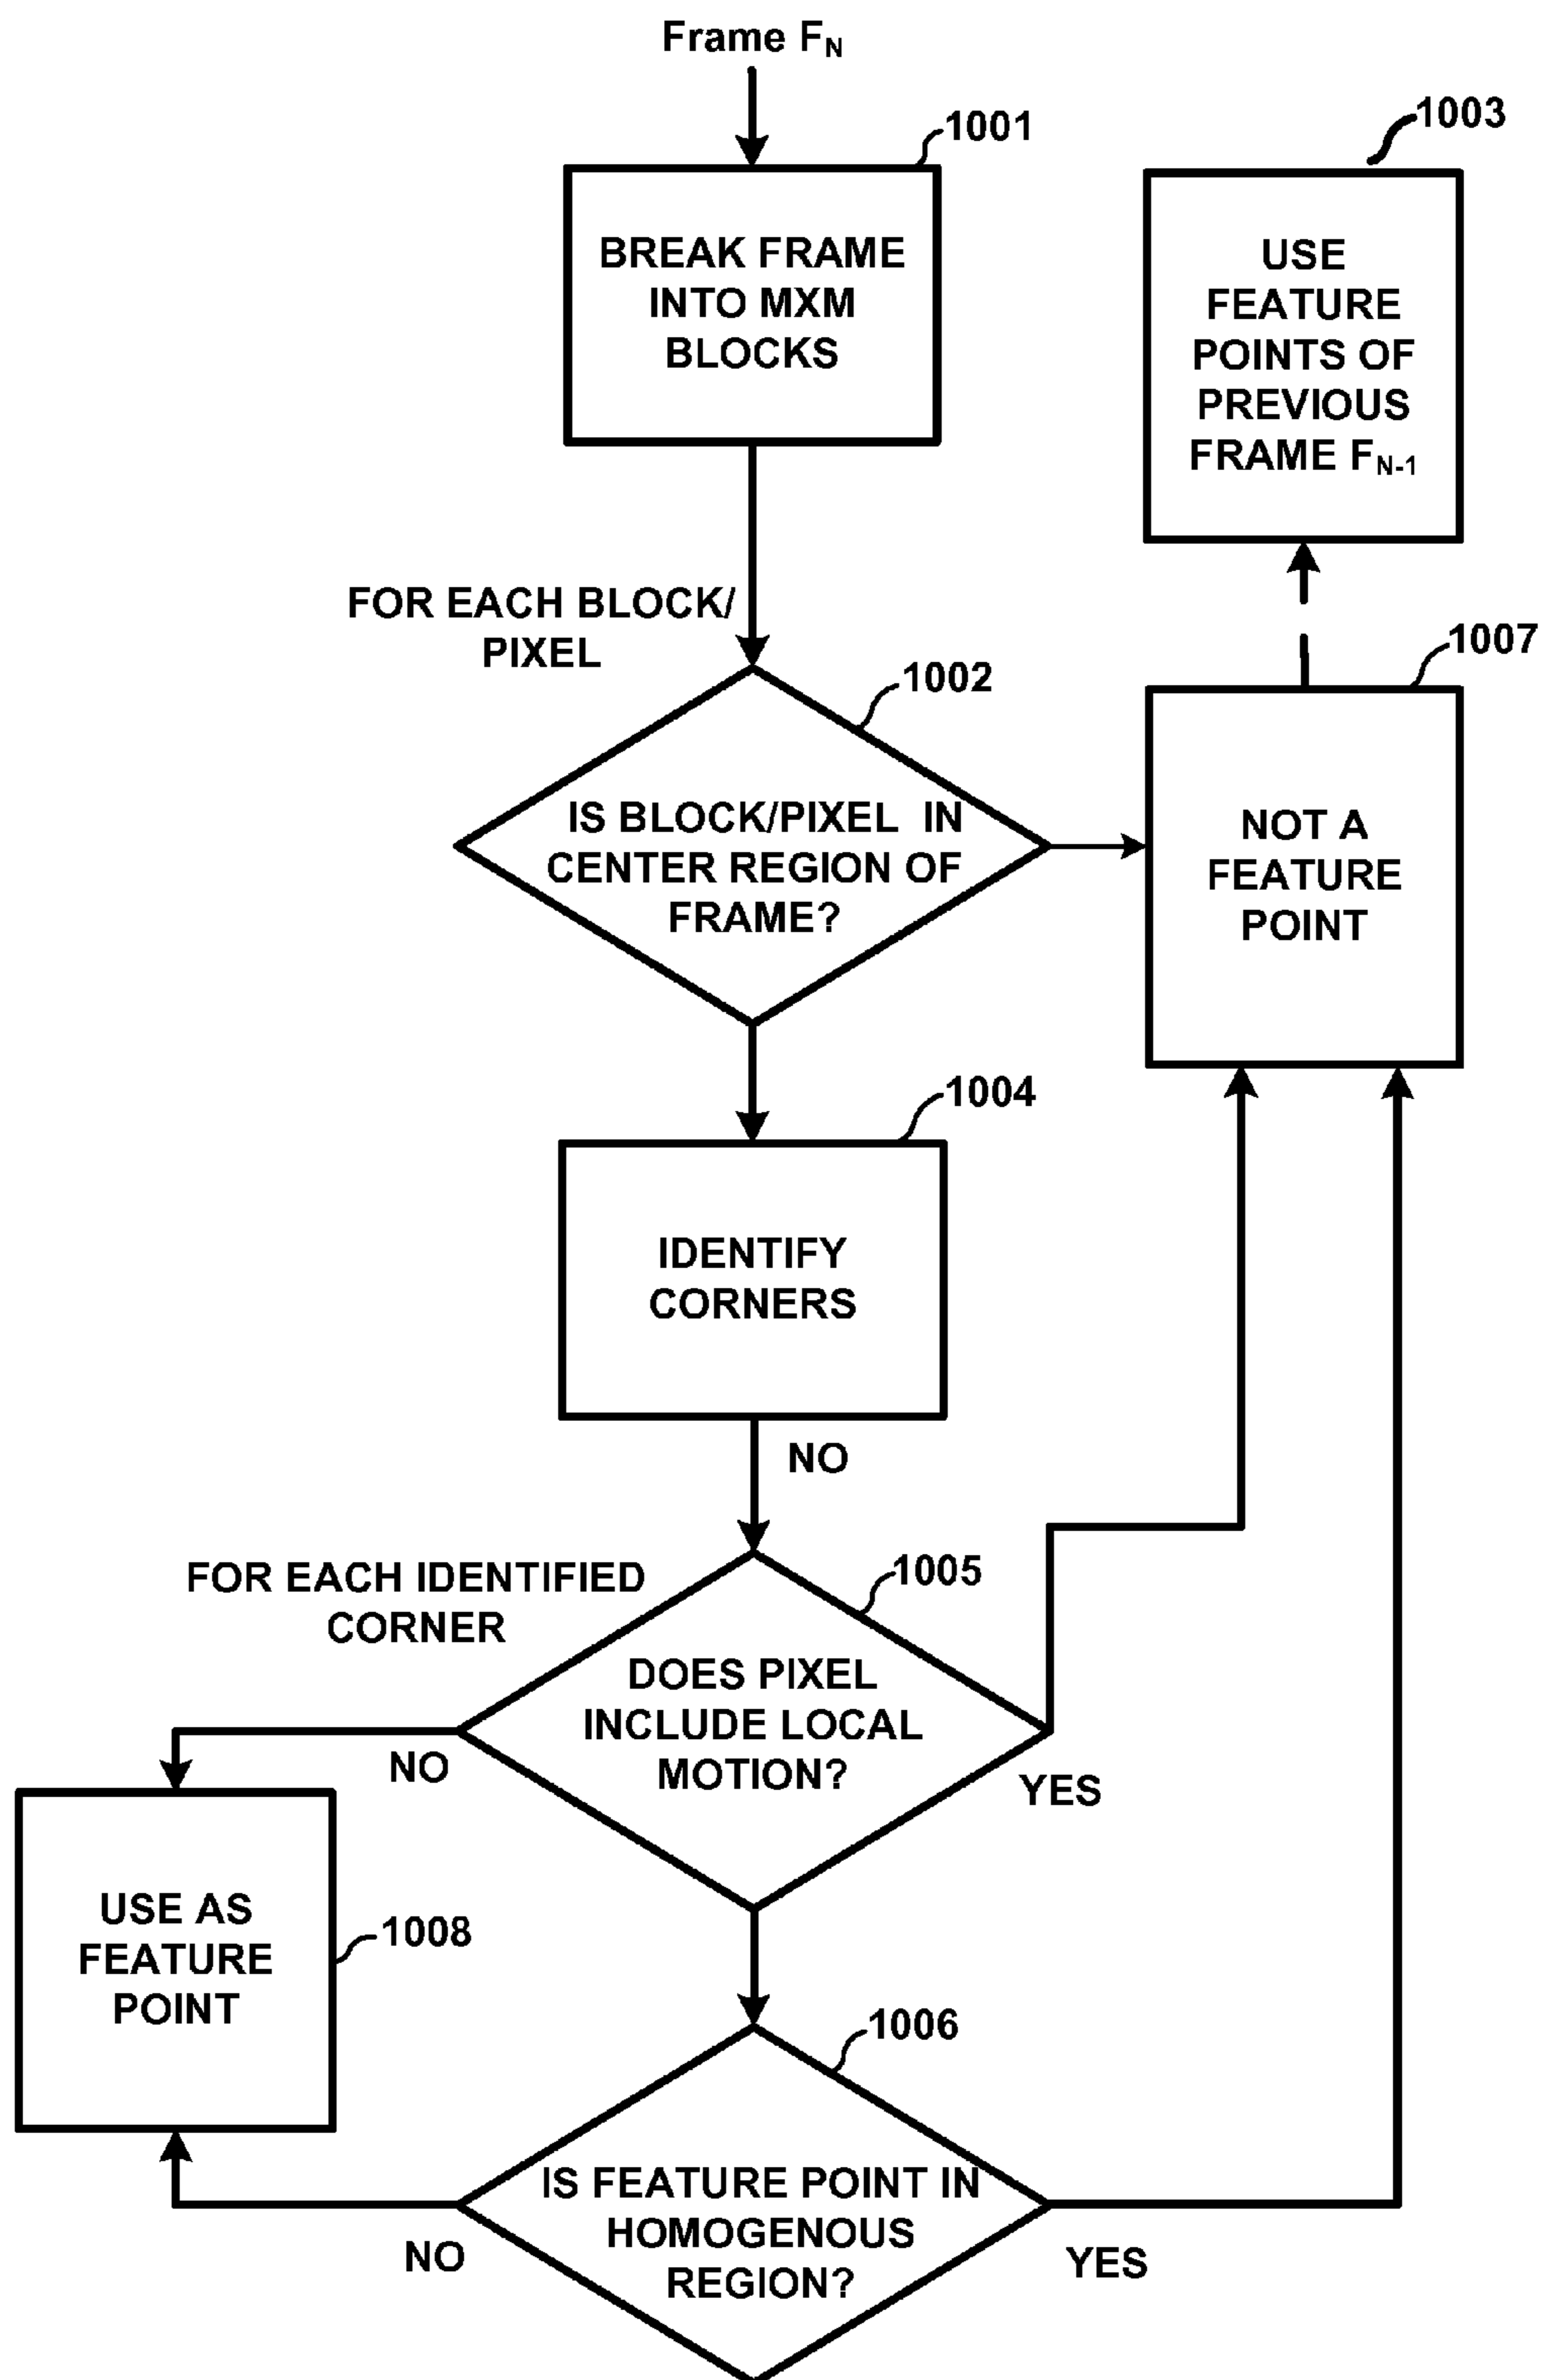 Frame FN
1001
1003
BREAK FRAME
INTO MXM
BLOCKS
USE
FEATURE
POINTS OF
PREVIOUS
FRAME FN-1
FOR EACH BLOCK/
PIXEL
1002
1007
IS BLOCK/PIXEL IN
CENTER REGION OF
FRAME?
NOT A
FEATURE
POINT
1004
IDENTIFY
CORNERS
NO
FOR EACH IDENTIFIED
CORNER
1005
DOES PIXEL
INCLUDE LOCAL
MOTION?
NO
YES
USE AS
FEATURE
POINT
1008
1006
IS FEATURE POINT IN
HOMOGENOUS
REGION?
NO
YES